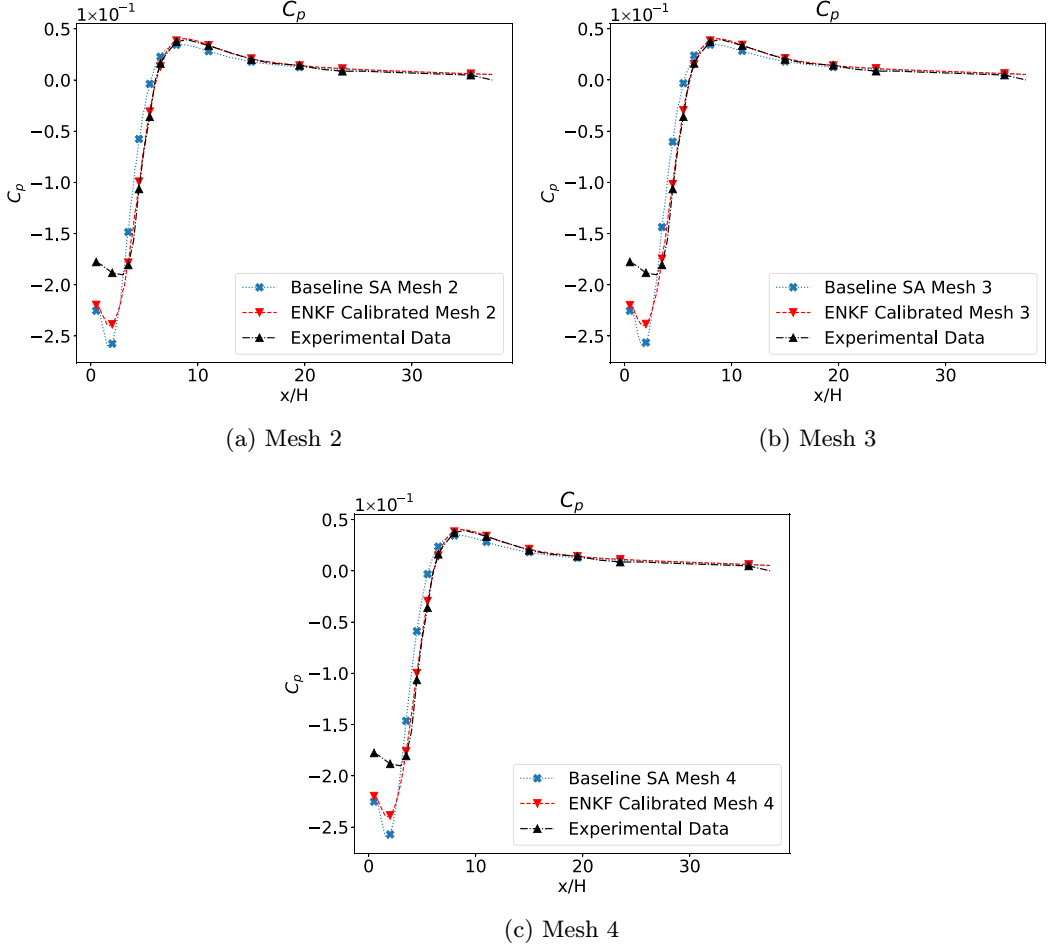 1×10⁻¹
C_p
0.5
0.0
−0.5
−1.0
−1.5
−2.0
−2.5
C_p
Baseline SA Mesh 2
ENKF Calibrated Mesh 2
Experimental Data
0 10 20 30
x/H
(a) Mesh 2
1×10⁻¹
C_p
0.5
0.0
−0.5
−1.0
−1.5
−2.0
−2.5
C_p
Baseline SA Mesh 3
ENKF Calibrated Mesh 3
Experimental Data
0 10 20 30
x/H
(b) Mesh 3
1×10⁻¹
C_p
0.5
0.0
−0.5
−1.0
−1.5
−2.0
−2.5
C_p
Baseline SA Mesh 4
ENKF Calibrated Mesh 4
Experimental Data
0 10 20 30
x/H
(c) Mesh 4